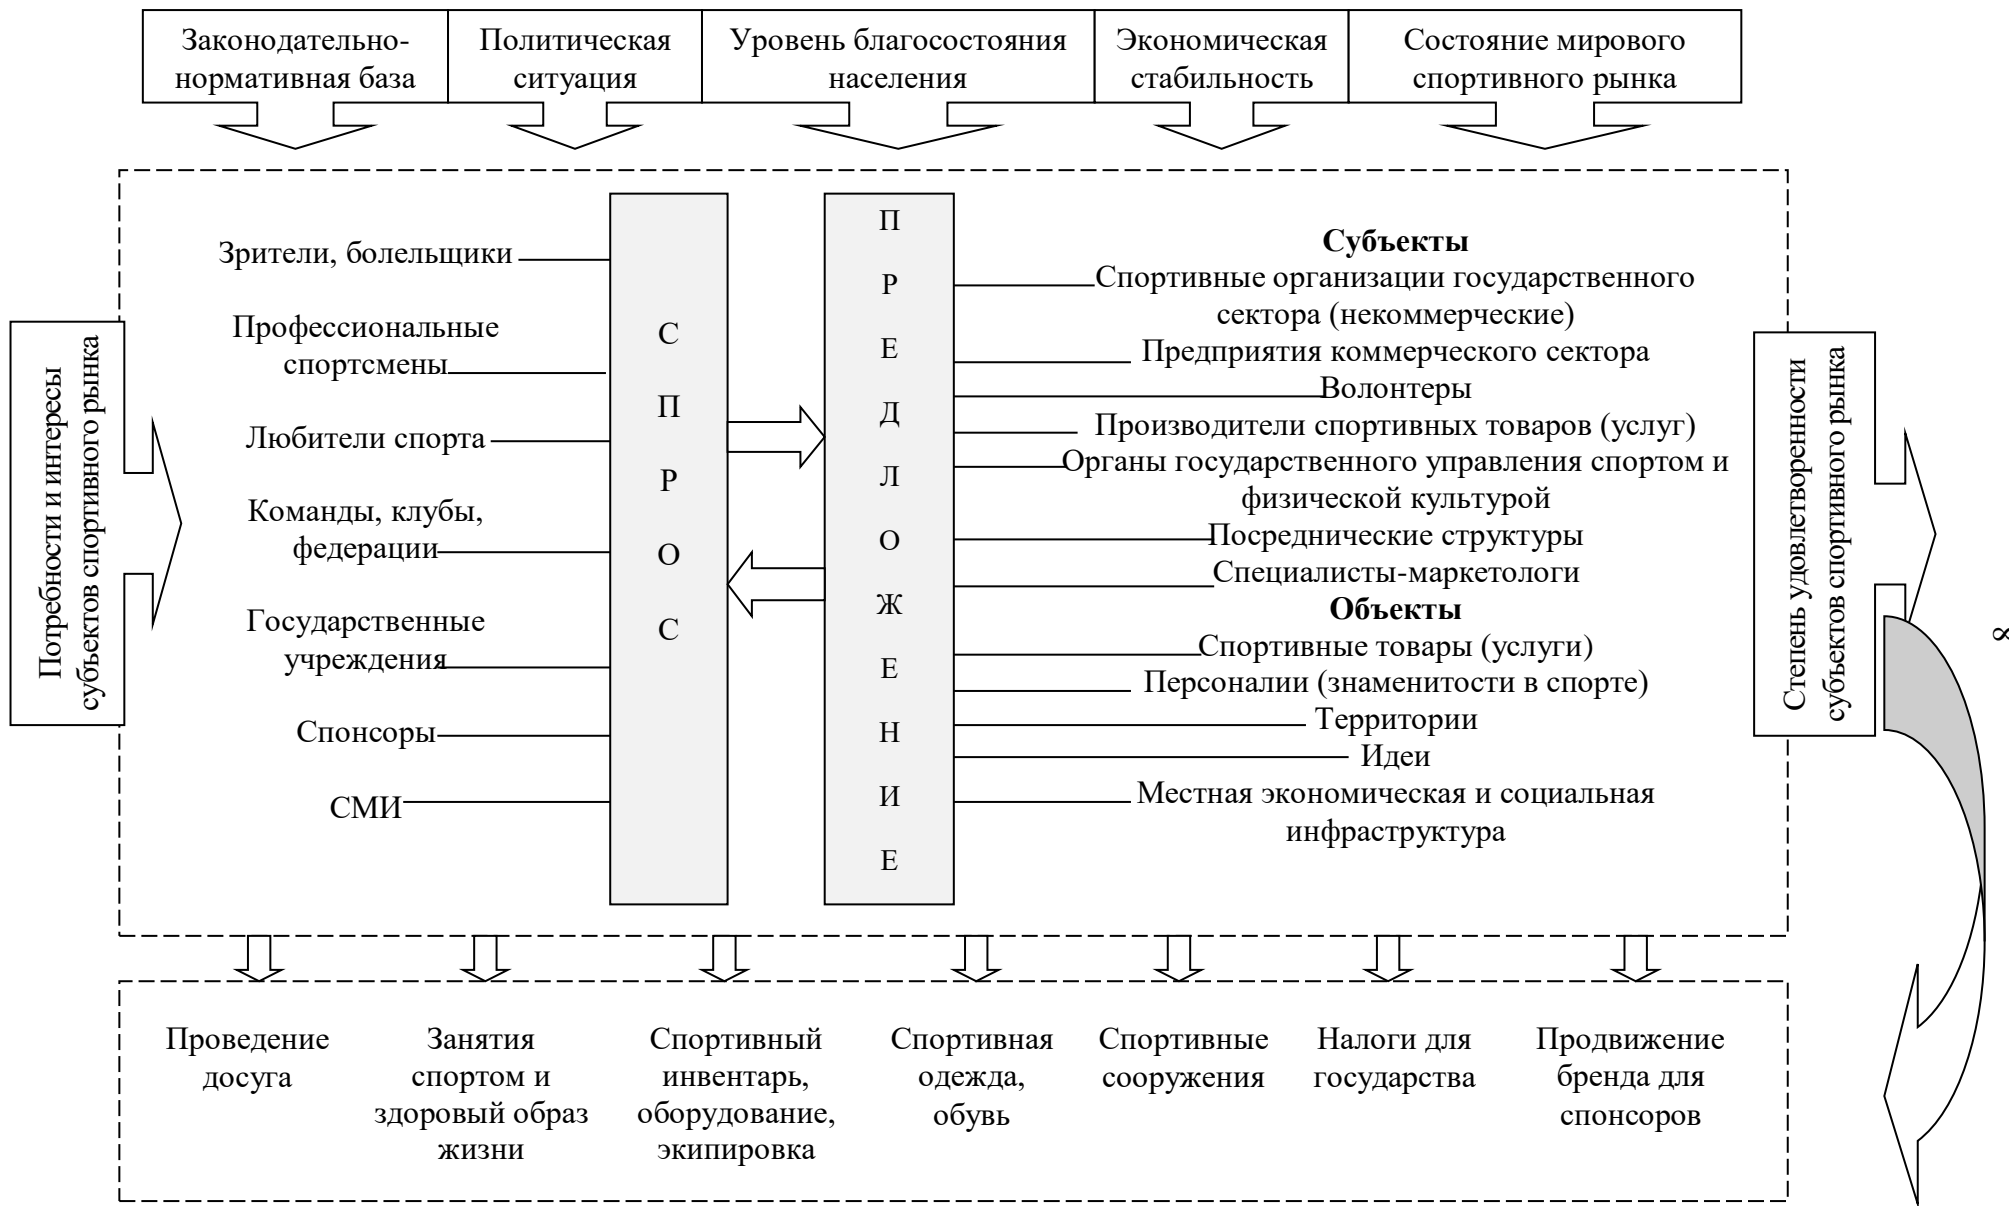 Законодательно-
нормативная база
Политическая
ситуация
Уровень благосостояния
населения
Экономическая
стабильность
Состояние мирового
спортивного рынка
Потребности и интересы
субъектов спортивного рынка
Зрители, болельщики
Профессиональные
спортсмены
Любители спорта
Команды, клубы,
федерации
Государственные
учреждения
Спонсоры
СМИ
С
П
Р
О
С
П
Р
Е
Д
Л
О
Ж
Е
Н
И
Е
Субъекты
Спортивные организации государственного
сектора (некоммерческие)
Предприятия коммерческого сектора
Волонтеры
Производители спортивных товаров (услуг)
Органы государственного управления спортом и
физической культурой
Посреднические структуры
Специалисты-маркетологи
Объекты
Спортивные товары (услуги)
Персоналии (знаменитости в спорте)
Территории
Идеи
Местная экономическая и социальная
инфраструктура
Степень удовлетворенности
субъектов спортивного рынка
8
Проведение
досуга
Занятия
спортом и
здоровый образ
жизни
Спортивный
инвентарь,
оборудование,
экипировка
Спортивная
одежда,
обувь
Спортивные
сооружения
Налоги для
государства
Продвижение
бренда для
спонсоров